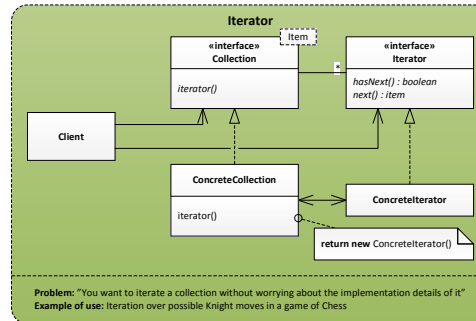 Iterator
Item
«interface»
Collection
iterator()
«interface»
Iterator
hasNext() : boolean
next() : item
*
Client
ConcreteCollection
iterator()
ConcreteIterator
return new ConcreteIterator()
Problem: "You want to iterate a collection without worrying about the implementation details of it"
Example of use: Iteration over possible Knight moves in a game of Chess